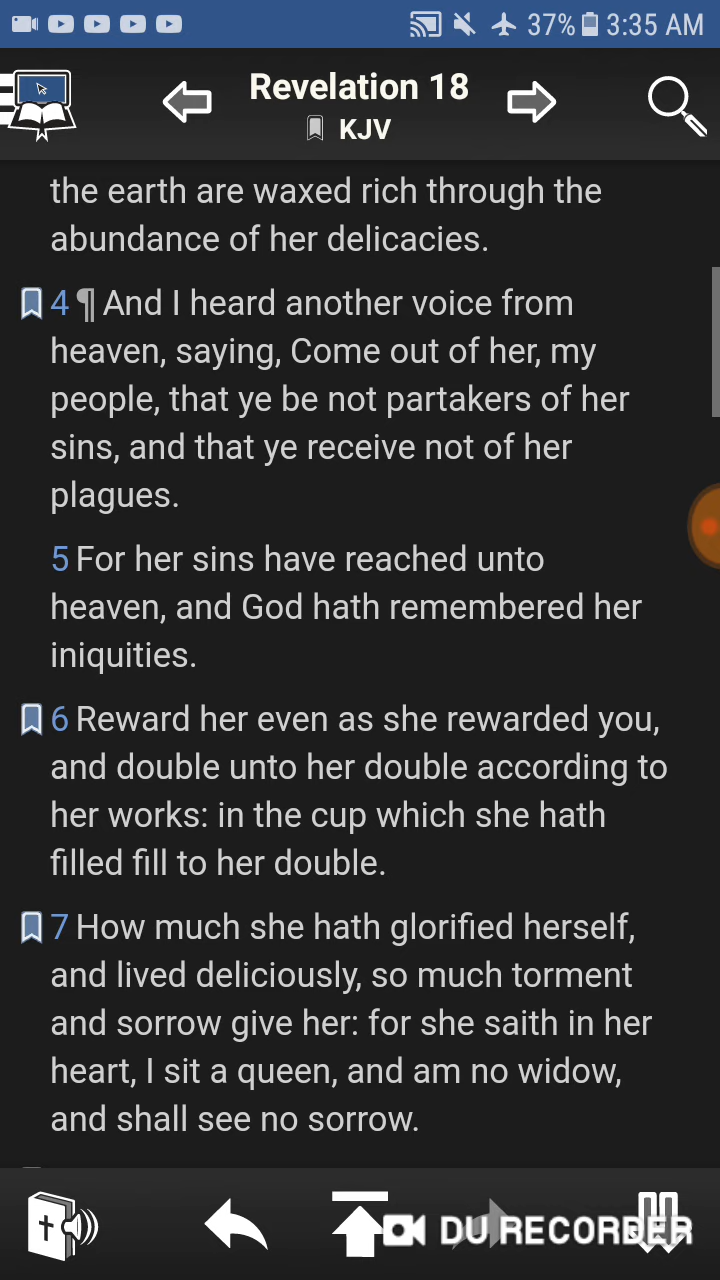 37% 3:35 AM
Revelation 18
KJV
the earth are waxed rich through the
abundance of her delicacies.
4 ¶ And I heard another voice from
heaven, saying, Come out of her, my
people, that ye be not partakers of her
sins, and that ye receive not of her
plagues.
5 For her sins have reached unto
heaven, and God hath remembered her
iniquities.
6 Reward her even as she rewarded you,
and double unto her double according to
her works: in the cup which she hath
filled fill to her double.
7 How much she hath glorified herself,
and lived deliciously, so much torment
and sorrow give her: for she saith in her
heart, I sit a queen, and am no widow,
and shall see no sorrow.
DU RECORDER